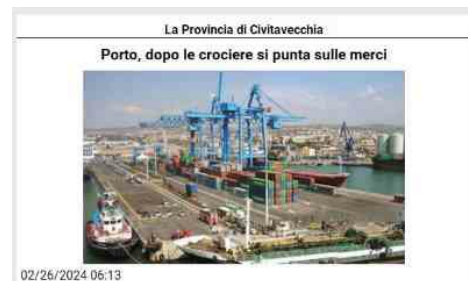 La Provincia di Civitavecchia
Porto, dopo le crociere si punta sulle merci
02/26/2024 06:13